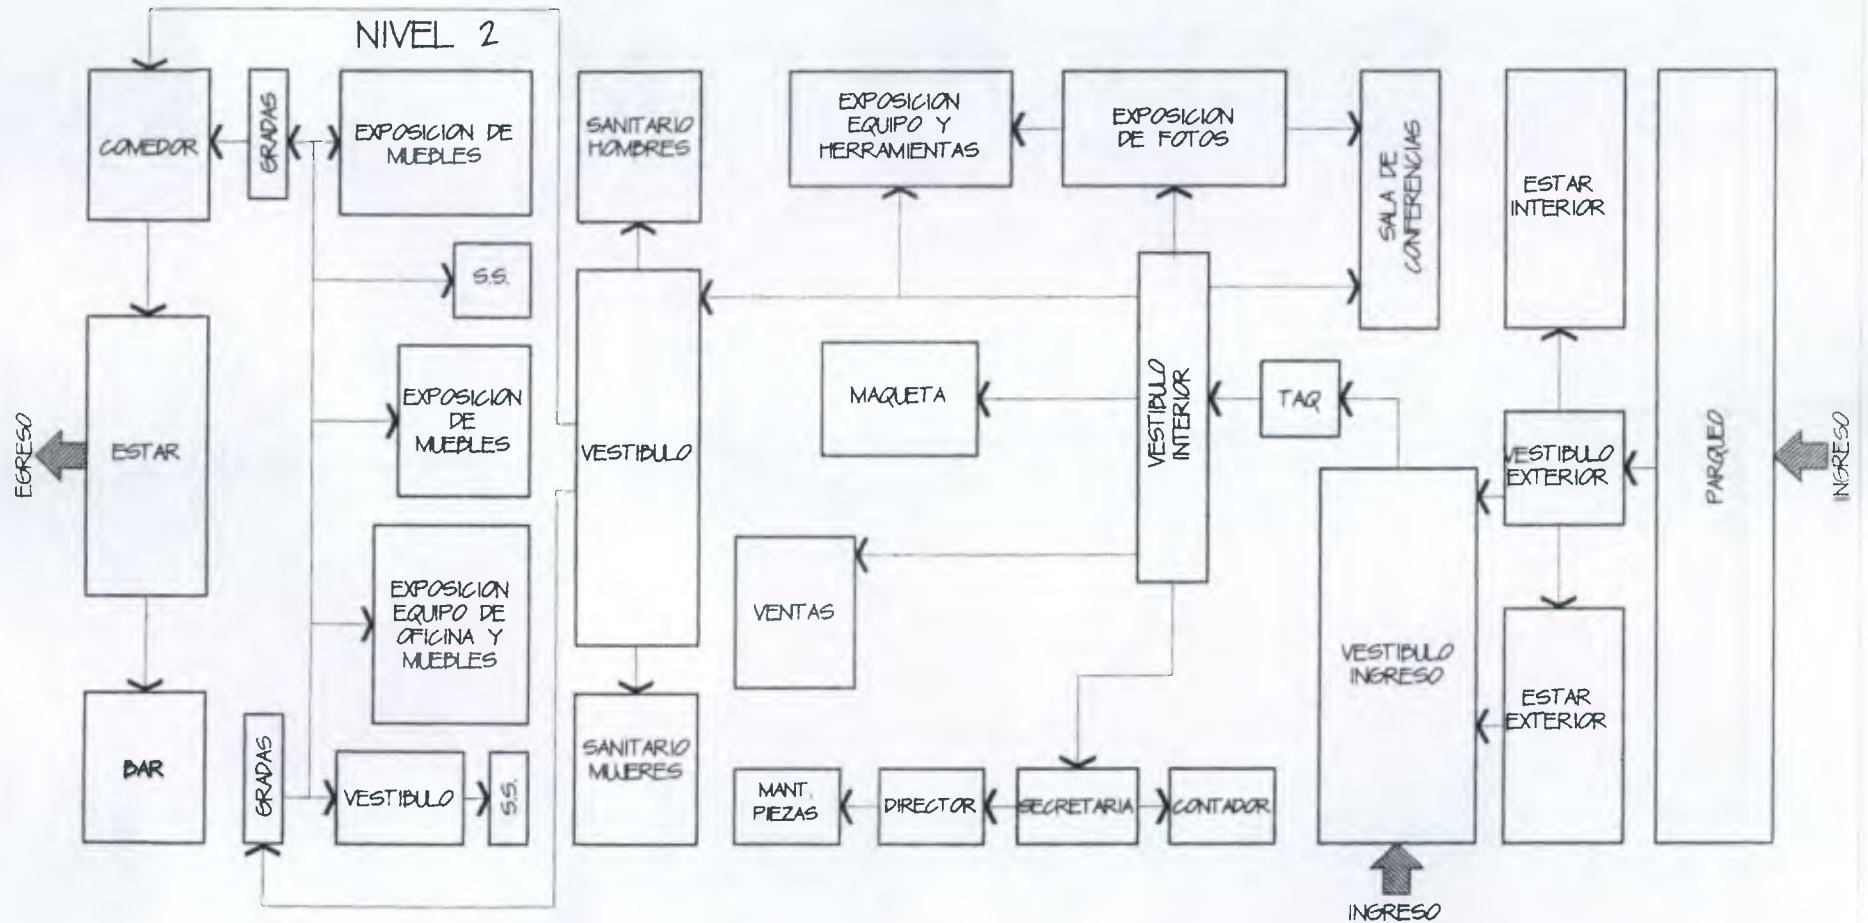 NIVEL 2
COMEDOR
GRADAS
EXPOSICION DE
MUEBLES
SANITARIO
HOMBRES
EXPOSICION
EQUIPO Y
HERRAMIENTAS
EXPOSICION
DE FOTOS
SALA DE
CONFERENCIAS
ESTAR
INTERIOR
S.S.
EXPOSICION
DE
MUEBLES
VESTIBULO
MAQUETA
VESTIBULO
INTERIOR
TAQ
VESTIBULO
EXTERIOR
PARQUEO
INGRESO
EGRESO
ESTAR
EXPOSICION
EQUIPO DE
OFICINA Y
MUEBLES
VENTAS
VESTIBULO
INGRESO
ESTAR
EXTERIOR
BAR
GRADAS
VESTIBULO
S.S.
SANITARIO
MUJERES
MANT.
PIEZAS
DIRECTOR
SECRETARIA
CONTADOR
INGRESO